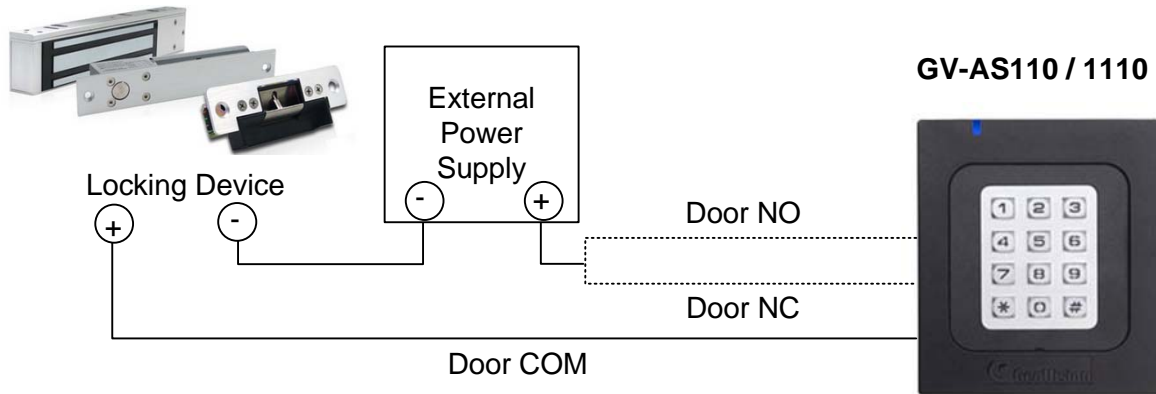 GV-AS110 / 1110
External
Power
Supply
Locking Device
+
-
-
+
Door NO
Door NC
Door COM
1 2 3
4 5 6
7 8 9
* 0 #
GeoVision